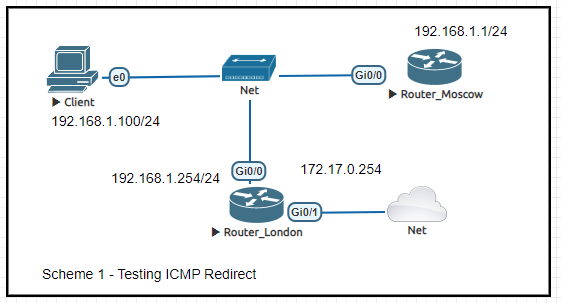 192.168.1.1/24
e0
Gi0/0
Client
Net
Router_Moscow
192.168.1.100/24
Gi0/0
172.17.0.254
192.168.1.254/24
Gi0/1
Router_London
Net
Scheme 1 - Testing ICMP Redirect